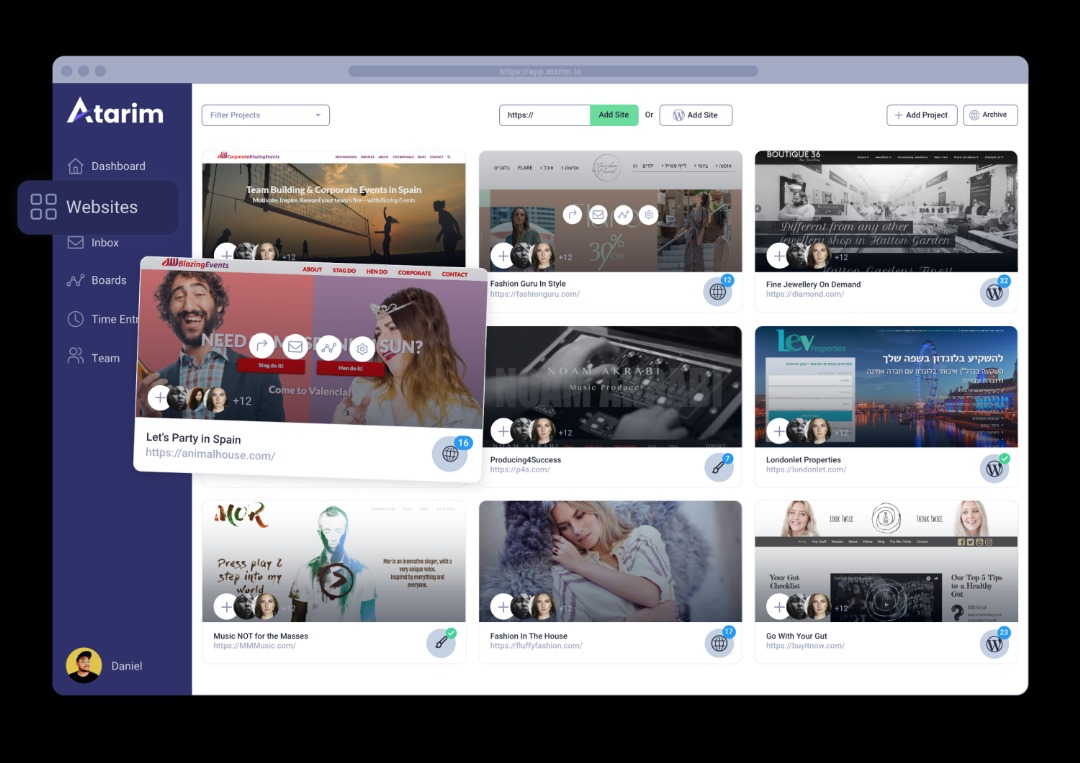 https://app.atarim.io
Atarim
Dashboard
Websites
Inbox
Boards
Time Entr
Team
Daniel
Filter Projects
https://
Add Site
Or
Add Site
+ Add Project
Archive
CorporateBlazingEvents
Team Building & Corporate Events in Spain
Motivate. Inspire. Reward your team's fire – with Blazing Events
+12
30%
+12
Fashion Guru In Style
https://fashionguru.com/
12
BOUTIQUE 36
Different from any other
jewellery shop in Hatton Garden
Hatton Gardens Finest
+12
Fine Jewellery On Demand
https://diamond.com/
32
BlazingEvents
ABOUT
STAG DO
HEN DO
CORPORATE
CONTACT
Stag do it!
Hen do it!
Come to Valencia!
+12
Let's Party in Spain
https://animalhouse.com/
16
NOAM AKRABI
Music Producer
+12
Producing4Success
https://p4s.com/
7
Lev Properties
להשקיע בלונדון בשפה שלך
+12
Londonlet Properties
https://londonlet.com/
MOR
Press play &
step into my
world
Mor is an innovative singer, with a
very unique voice.
Inspired by everything and
everyone.
+12
Music NOT for the Masses
https://MMMusic.com/
+12
Fashion In The House
https://fluffyfashion.com/
17
LOOK TWICE
THINK TWICE
Your Gut
Checklist
Our Top 5 Tips
to a Healthy
Gut
+12
Go With Your Gut
https://buyitnow.com/
23